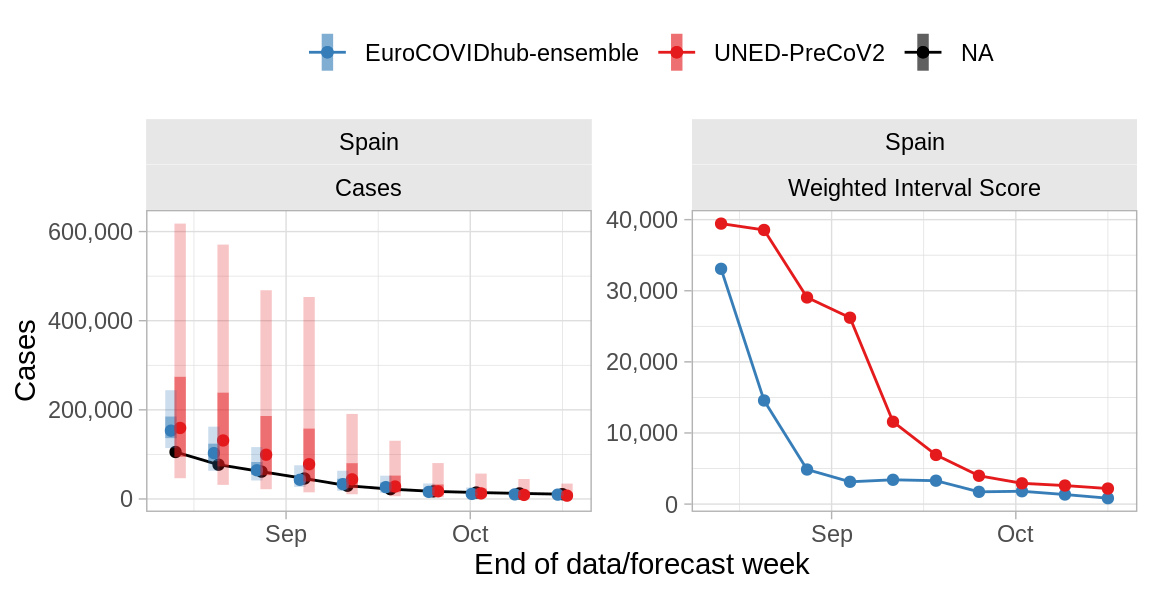 EuroCOVIDhub-ensemble UNED-PreCoV2 NA
Spain
Cases
Spain
Weighted Interval Score
Cases
600,000
400,000
200,000
0
Sep Oct
40,000
30,000
20,000
10,000
0
Sep Oct
End of data/forecast week